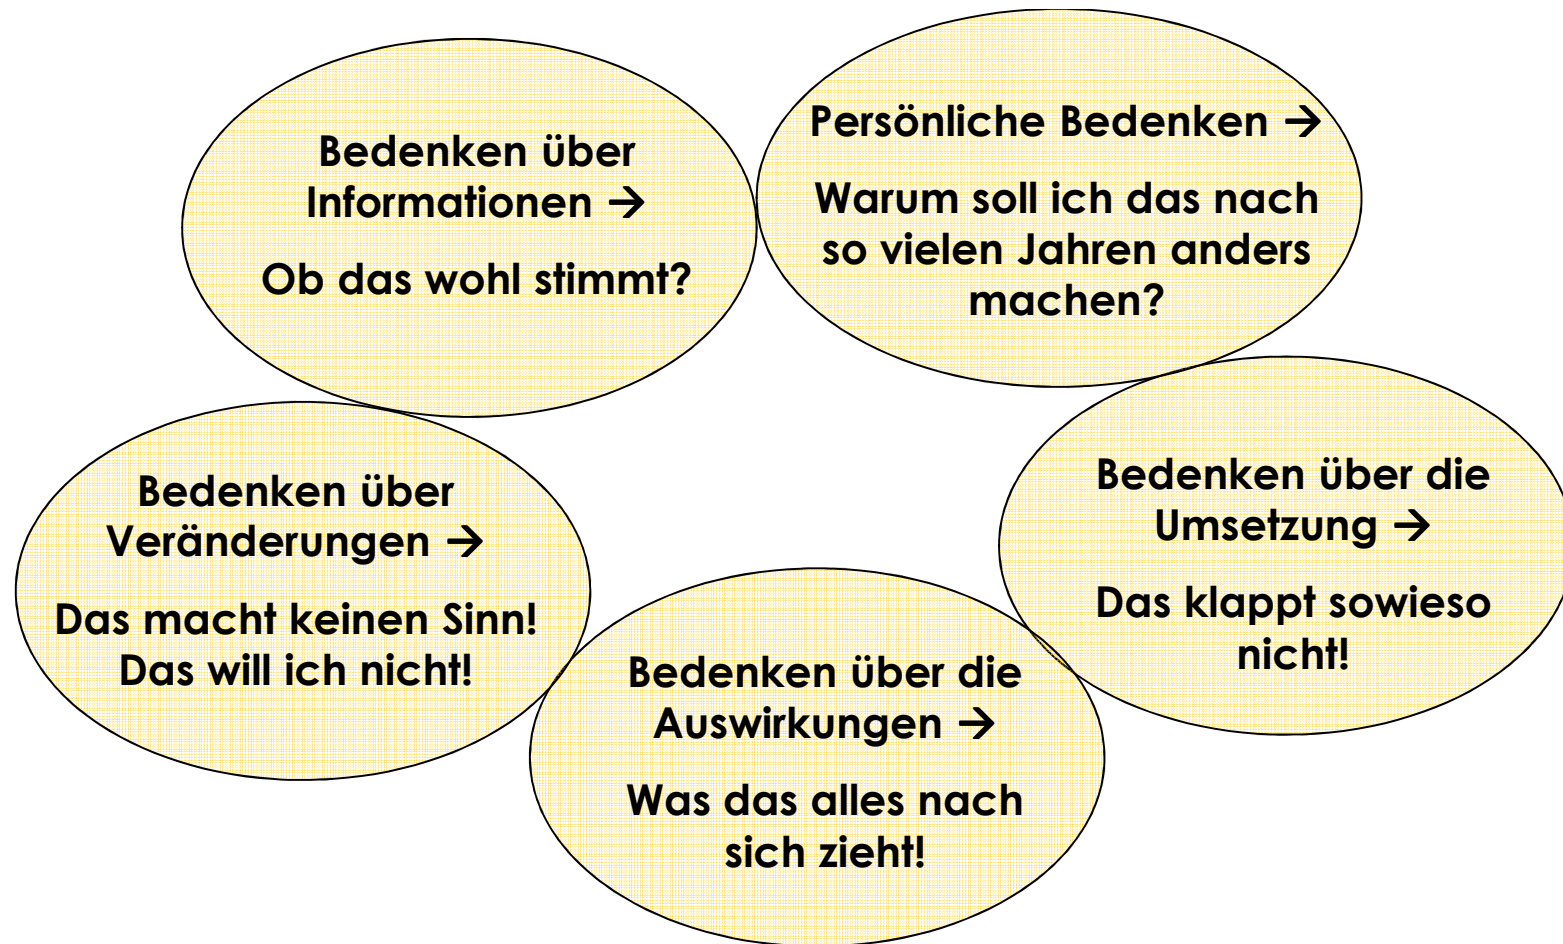 Bedenken über
Informationen →
Ob das wohl stimmt?
Persönliche Bedenken →
Warum soll ich das nach
so vielen Jahren anders
machen?
Bedenken über
Veränderungen →
Das macht keinen Sinn!
Das will ich nicht!
Bedenken über die
Umsetzung →
Das klappt sowieso
nicht!
Bedenken über die
Auswirkungen →
Was das alles nach
sich zieht!